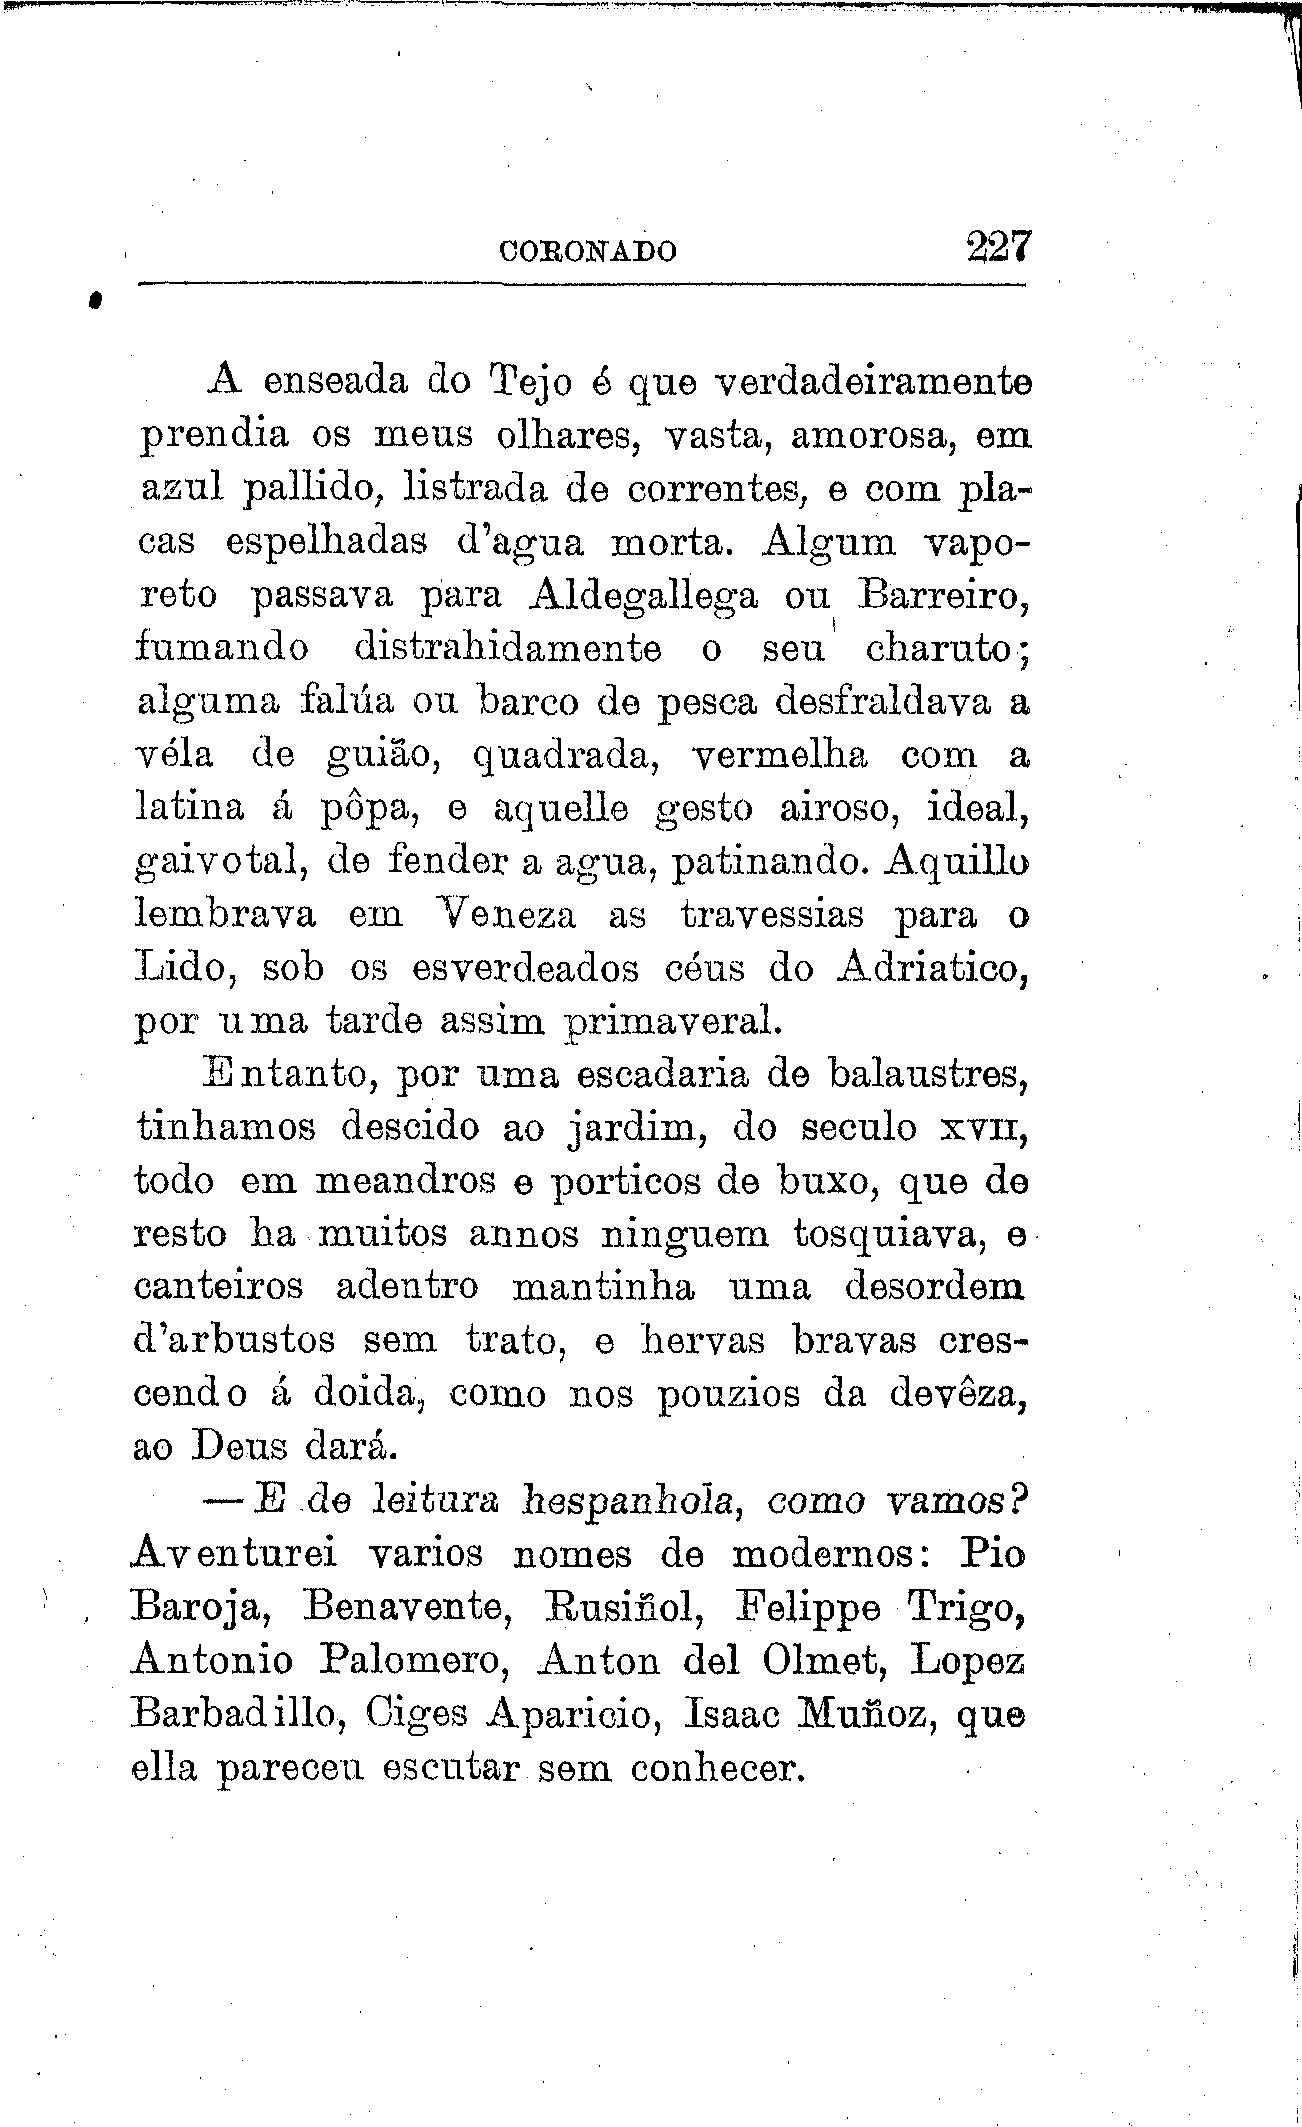 CORONADO 227
A enseada do Tejo é que verdadeiramente
prendia os meus olhares, vasta, amorosa, em
azul pallido, listrada de correntes, e com pla-
cas espelhadas d'agua morta. Algum vapo-
reto passava para Aldegallega ou Barreiro,
fumando distrahidamente o seu charuto;
alguma falúa ou barco de pesca desfraldava a
véla de guião, quadrada, vermelha com a
latina á pôpa, e aquelle gesto airoso, ideal,
gaivotal, de fender a agua, patinando. Aquillo
lembrava em Veneza as travessias para o
Lido, sob os esverdeados céus do Adriatico,
por uma tarde assim primaveral.
Entanto, por uma escadaria de balaustres,
tinhamos descido ao jardim, do seculo XVII,
todo em meandros e porticos de buxo, que de
resto ha muitos annos ninguem tosquiava, e
canteiros adentro mantinha uma desordem
d'arbustos sem trato, e hervas bravas cres-
cendo á doida, como nos pouzios da devêza,
ao Deus dará.
— E de leitura hespanhola, como vamos?
Aventurei varios nomes de modernos: Pio
Baroja, Benavente, Rusiñol, Felippe Trigo,
Antonio Palomero, Anton del Olmet, Lopez
Barbadillo, Ciges Aparicio, Isaac Muñoz, que
ella pareceu escutar sem conhecer.